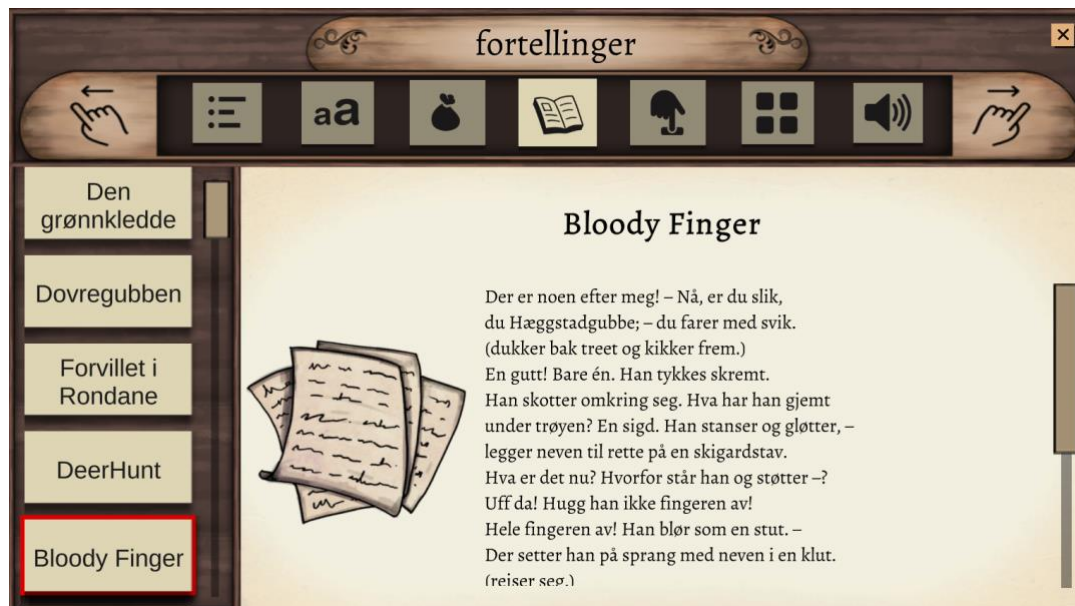 fortellinger
aa
Den
grønnkledde
Dovregubben
Forvillet i
Rondane
DeerHunt
Bloody Finger
Bloody Finger
Der er noen efter meg! – Nå, er du slik,
du Hæggstadgubbe; – du farer med svik.
(dukker bak treet og kikker frem.)
En gutt! Bare én. Han tykkes skremt.
Han skotter omkring seg. Hva har han gjemt
under trøyen? En sigd. Han stanser og gløtter, –
legger neven til rette på en skigardstav.
Hva er det nu? Hvorfor står han og støtter –?
Uff da! Hugg han ikke fingeren av!
Hele fingeren av! Han blør som en stut. –
Der setter han på sprang med neven i en klut.
(reiser seg.)